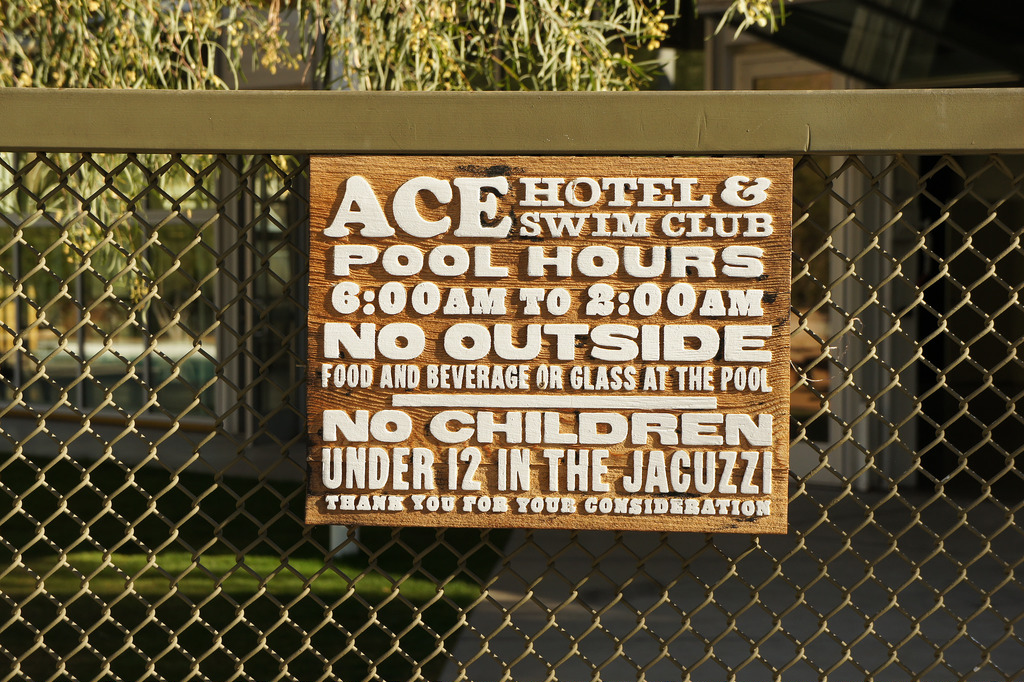 ACE HOTEL &
SWIM CLUB
POOL HOURS
6:00AM TO 2:00AM
NO OUTSIDE
FOOD AND BEVERAGE OR GLASS AT THE POOL
NO CHILDREN
UNDER 12 IN THE JACUZZI
THANK YOU FOR YOUR CONSIDERATION